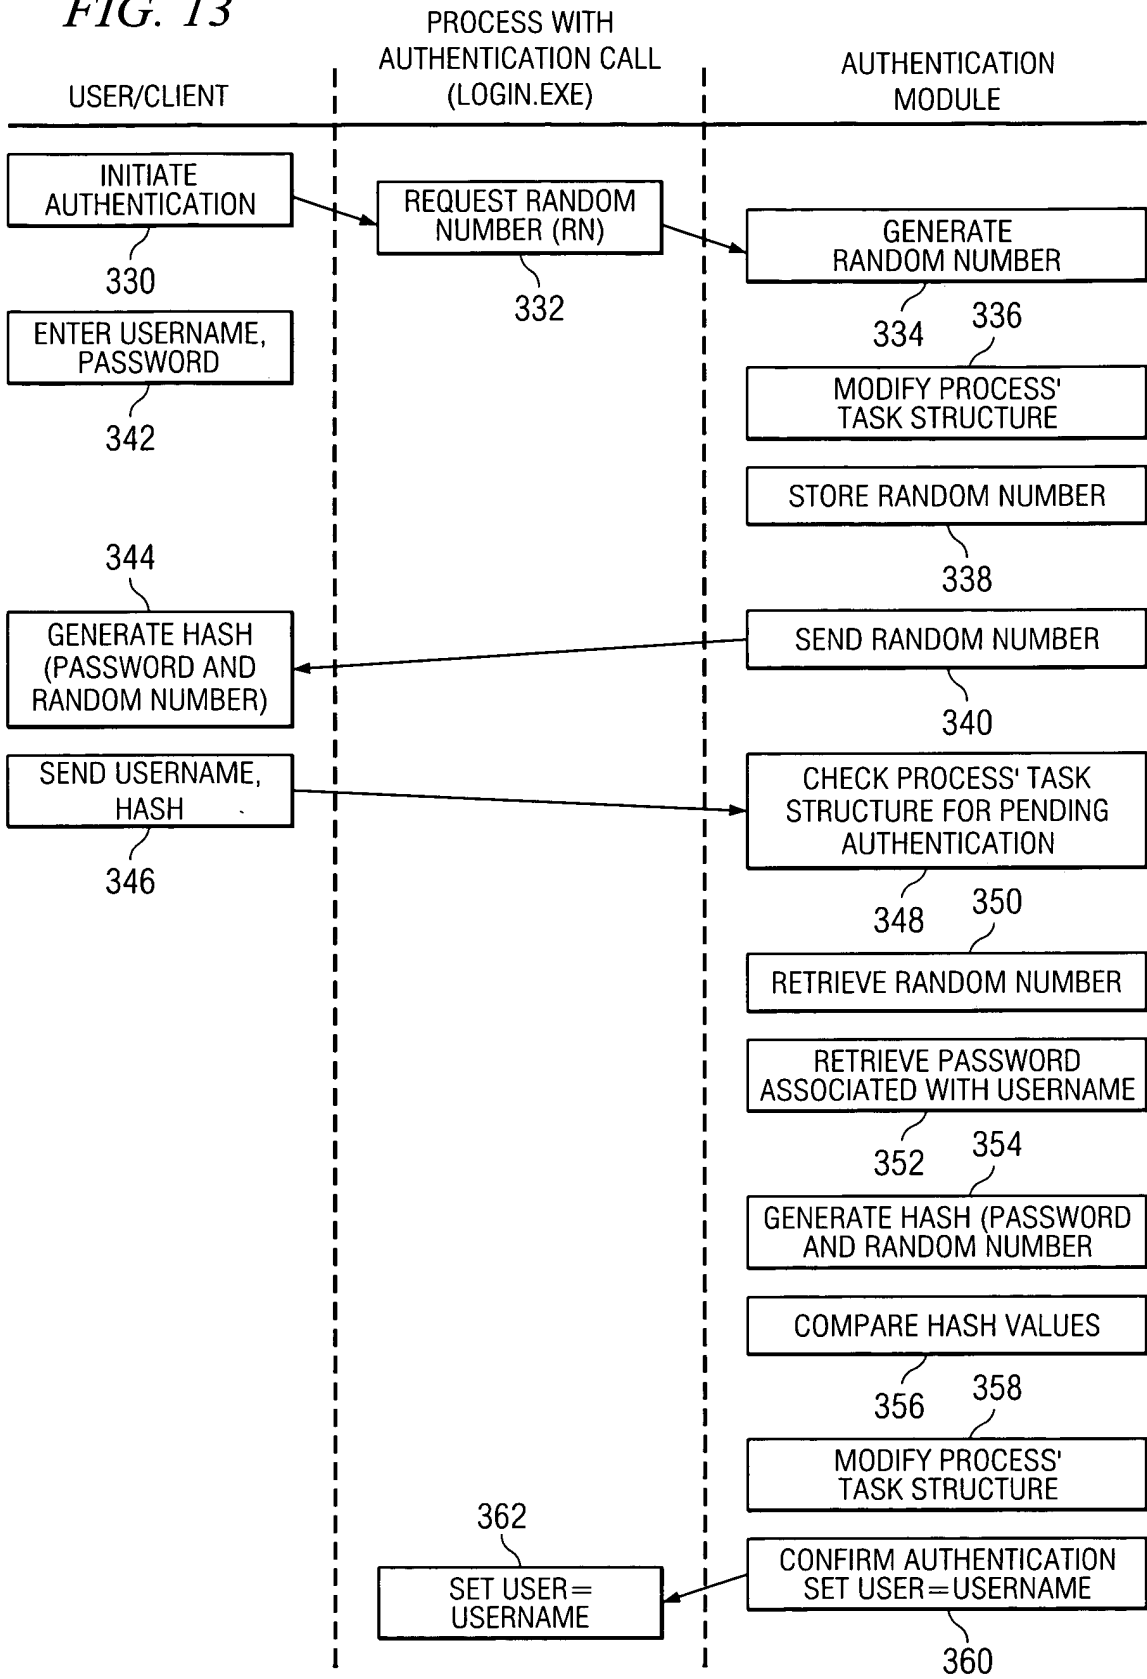 FIG. 13
USER/CLIENT
PROCESS WITH
AUTHENTICATION CALL
(LOGIN.EXE)
AUTHENTICATION
MODULE
INITIATE
AUTHENTICATION
330
REQUEST RANDOM
NUMBER (RN)
332
GENERATE
RANDOM NUMBER
334
336
ENTER USERNAME,
PASSWORD
342
MODIFY PROCESS'
TASK STRUCTURE
STORE RANDOM NUMBER
338
344
GENERATE HASH
(PASSWORD AND
RANDOM NUMBER)
SEND RANDOM NUMBER
340
SEND USERNAME,
HASH
346
CHECK PROCESS' TASK
STRUCTURE FOR PENDING
AUTHENTICATION
348
350
RETRIEVE RANDOM NUMBER
RETRIEVE PASSWORD
ASSOCIATED WITH USERNAME
352
354
GENERATE HASH (PASSWORD
AND RANDOM NUMBER
COMPARE HASH VALUES
356
358
MODIFY PROCESS'
TASK STRUCTURE
362
SET USER=
USERNAME
CONFIRM AUTHENTICATION
SET USER=USERNAME
360